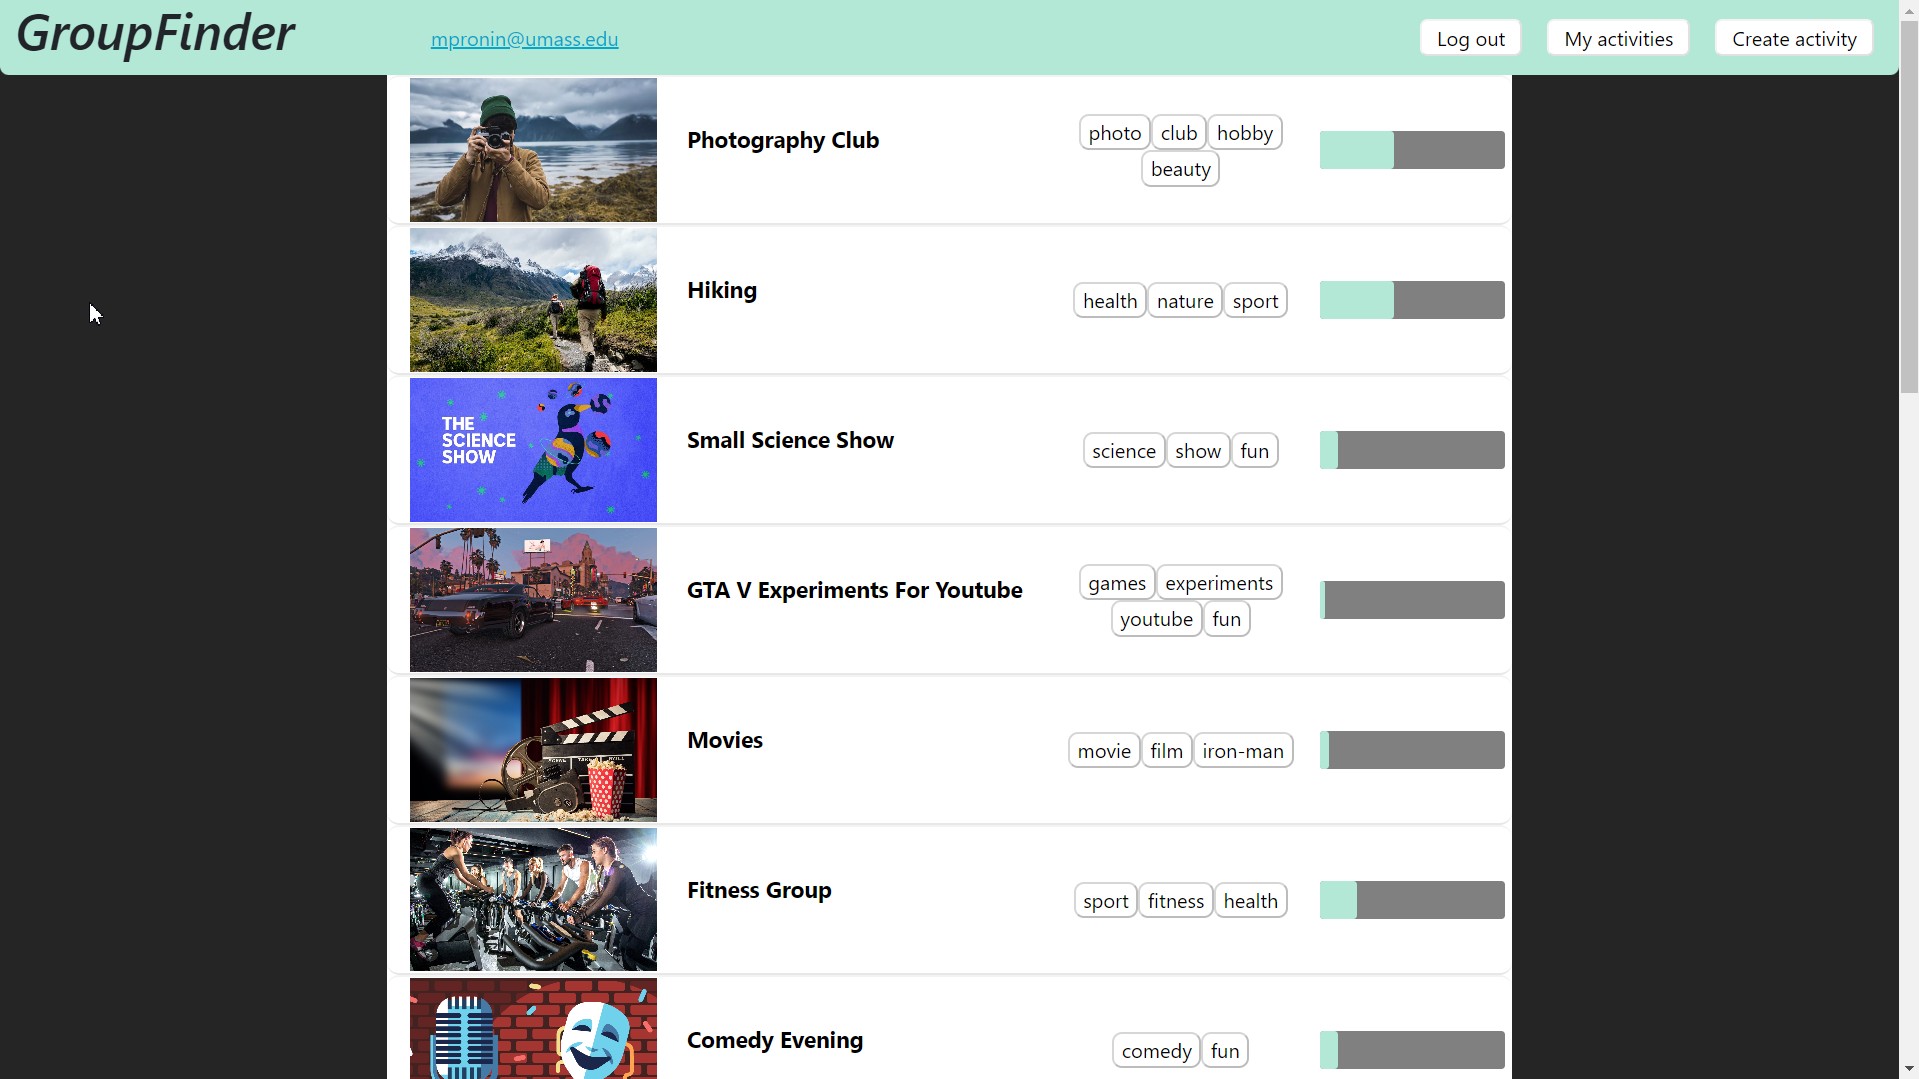 GroupFinder
mpronin@umass.edu
Log out
My activities
Create activity
Photography Club
photo club hobby
beauty
Hiking
health nature sport
THE
SCIENCE
SHOW
Small Science Show
science show fun
GTA V Experiments For Youtube
games experiments
youtube fun
Movies
movie film iron-man
Fitness Group
sport fitness health
Comedy Evening
comedy fun